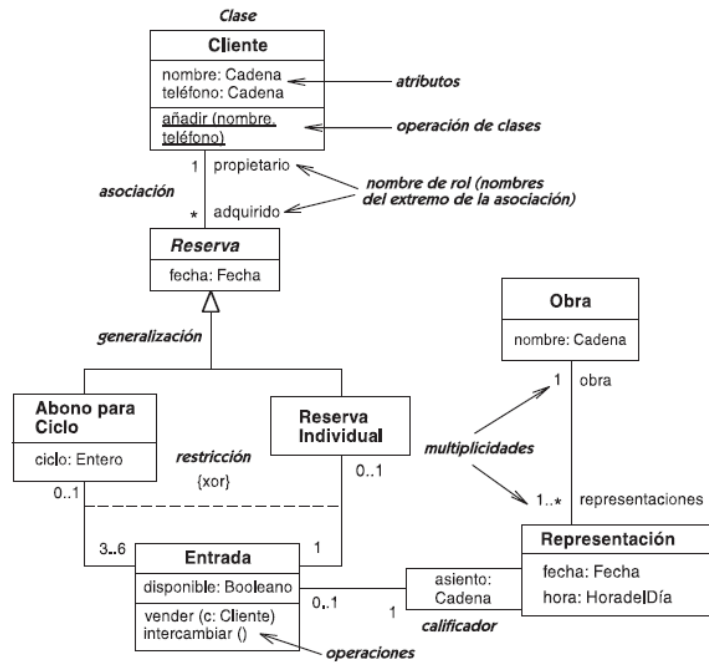 Clase
Cliente
nombre: Cadena
teléfono: Cadena
atributos
añadir (nombre,
teléfono)
operación de clases
1 propietario
asociación
nombre de rol (nombres
del extremo de la asociación)
* adquirido
Reserva
fecha: Fecha
generalización
Obra
nombre: Cadena
1 obra
multiplicidades
1..* representaciones
Abono para
Ciclo
ciclo: Entero
Reserva
Individual
restricción
{xor}
0..1
0..1
3..6
1
Entrada
disponible: Booleano
vender (c: Cliente)
intercambiar ()
operaciones
0..1
1
asiento:
Cadena
calificador
Representación
fecha: Fecha
hora: HoradelDía